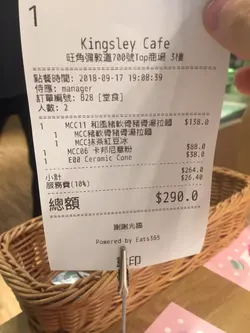 1
Kingsley Cafe
旺角彌敦道700號Top商場 3樓
點餐時間: 2018-09-17 19:08:39
侍應: manager
訂單編號: 828 [堂食]
人數: 2
1 MCC11 和風豬軟骨豬骨湯拉麵 $138.0
1 MCC豬軟骨豬骨湯拉麵
1 MCC抹茶紅豆冰
1 MCC06 卡邦尼意粉 $88.0
1 E00 Ceramic Cone $38.0
小計 $264.0
服務費(10%) $26.40
總額 $290.0
謝謝光臨
Powered by Eats365
印